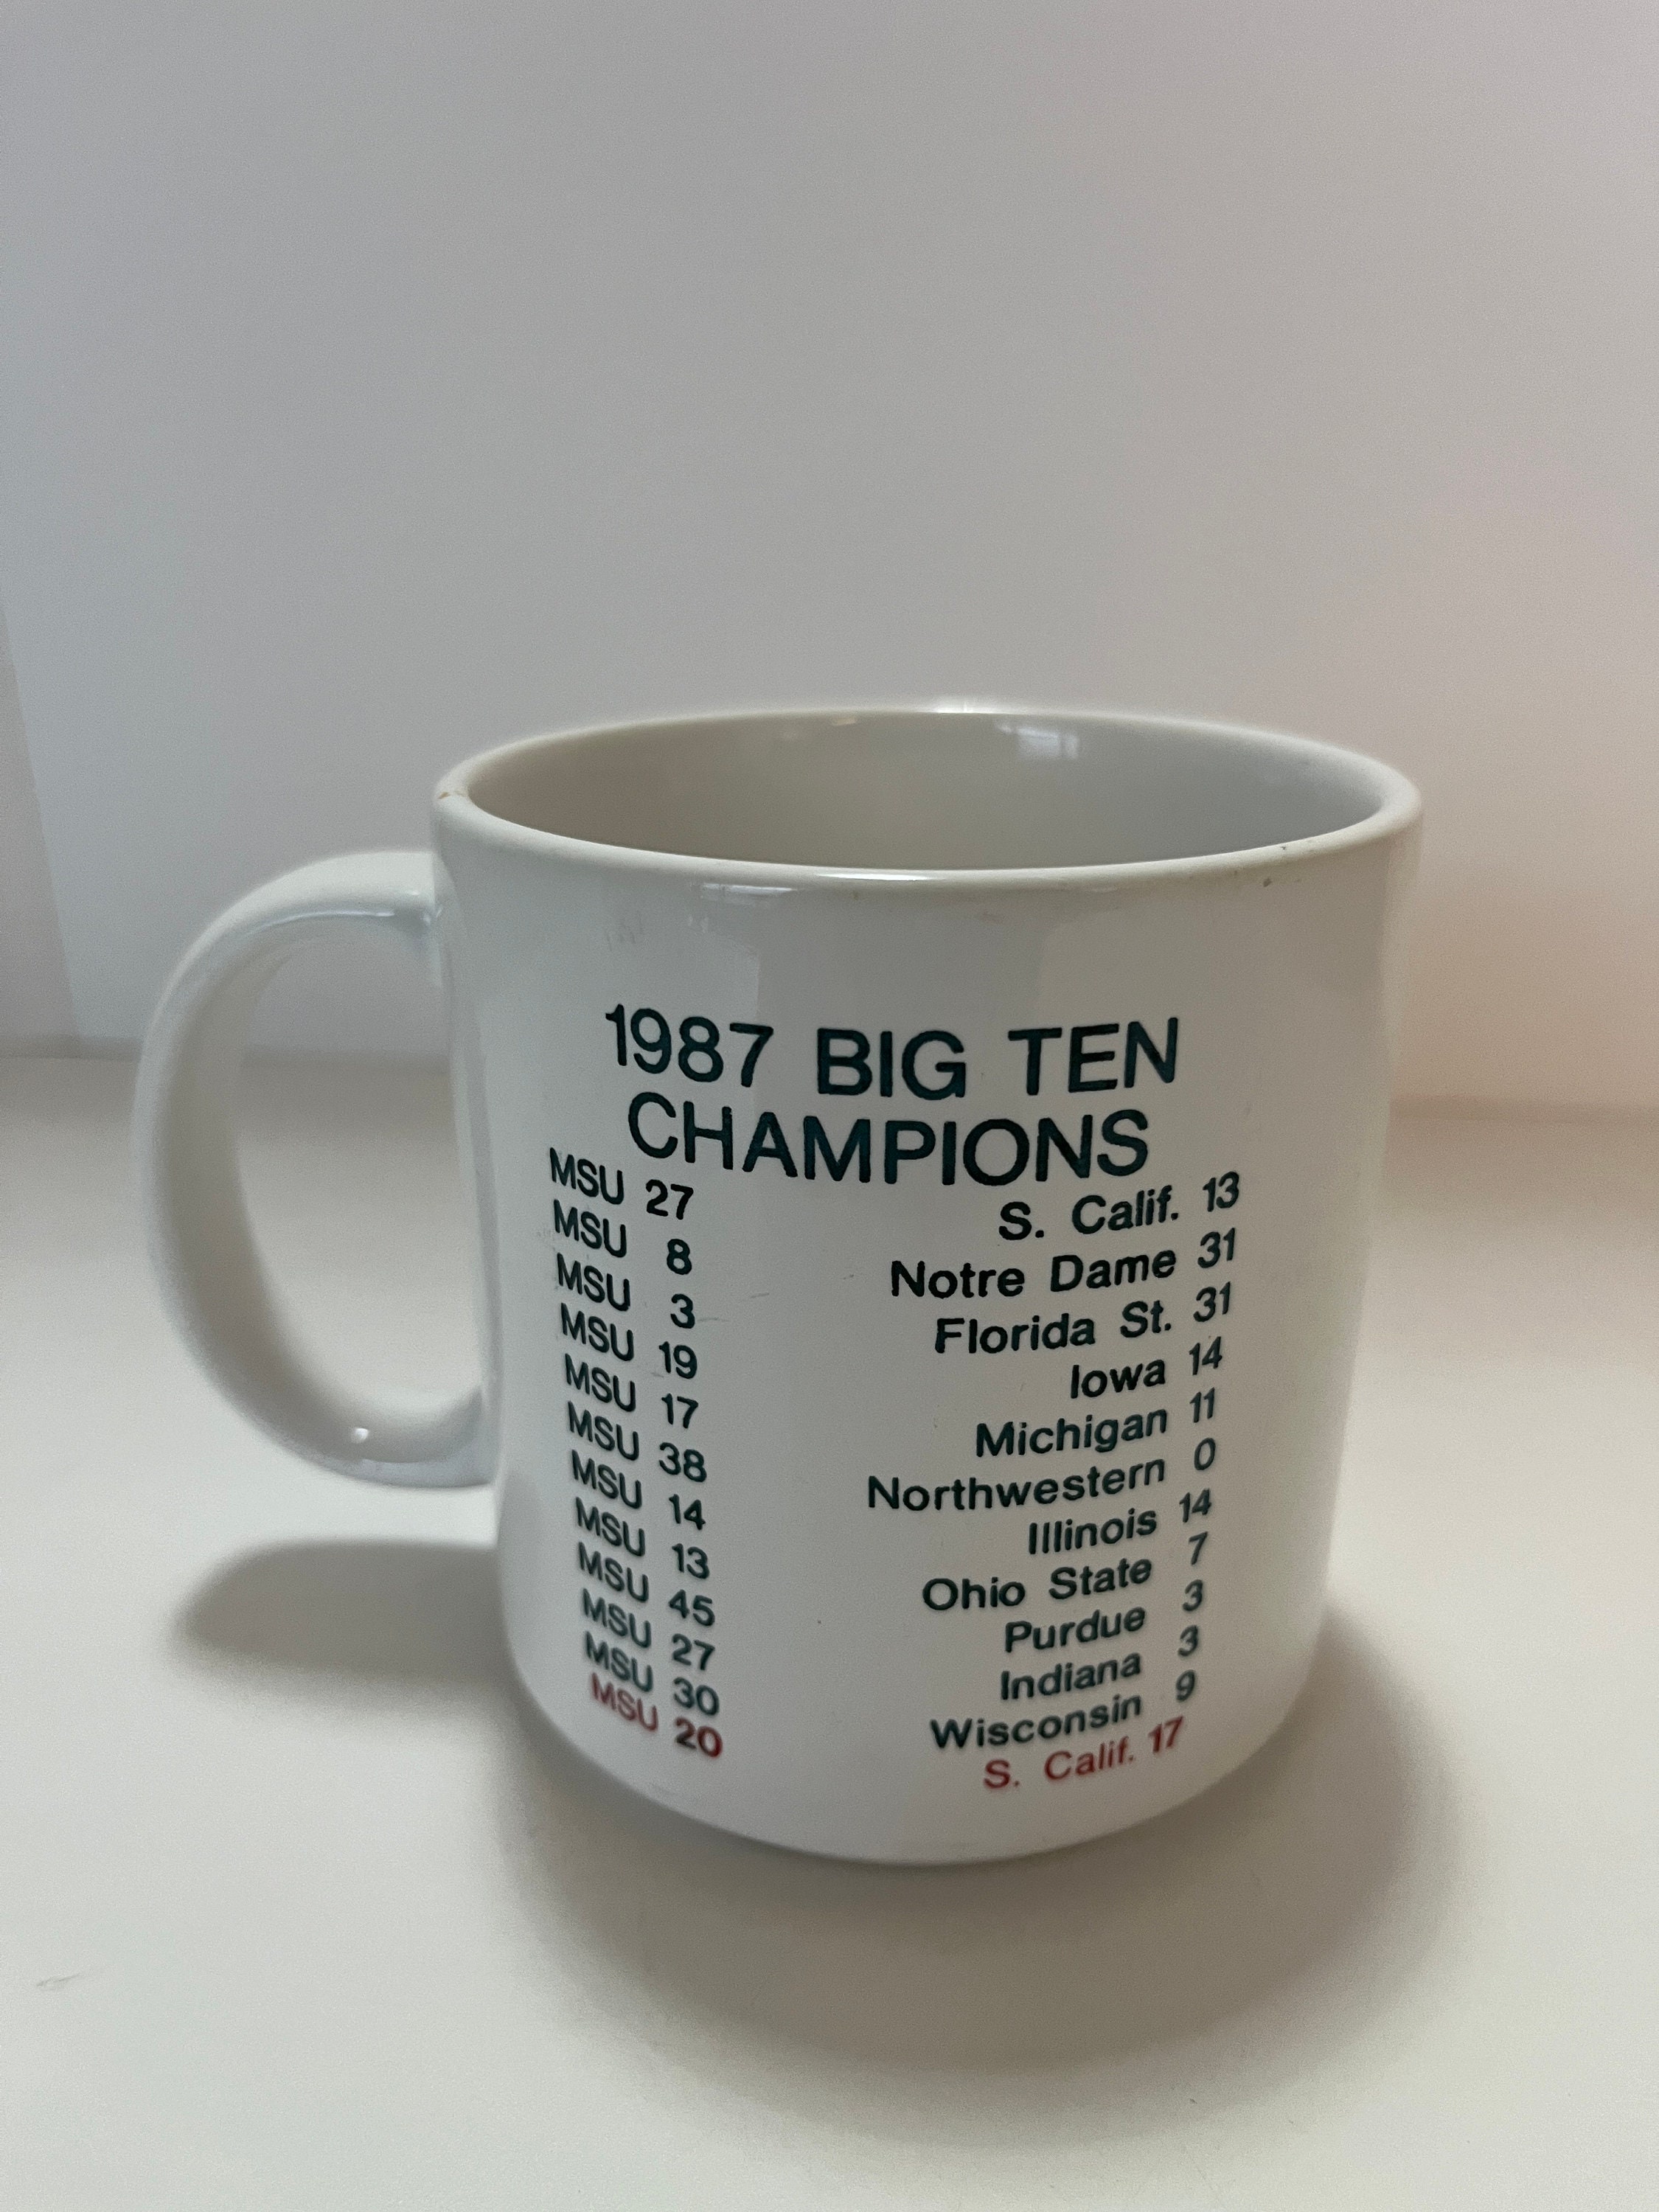 1987 BIG TEN
CHAMPIONS
MSU 27 S. Calif. 13
MSU 8 Notre Dame 31
MSU 3 Florida St. 31
MSU 19 Iowa 14
MSU 17 Michigan 11
MSU 38 Northwestern 0
MSU 14 Illinois 14
MSU 13 Ohio State 7
MSU 45 Purdue 3
MSU 27 Indiana 3
MSU 30 Wisconsin 9
MSU 20 S. Calif. 17